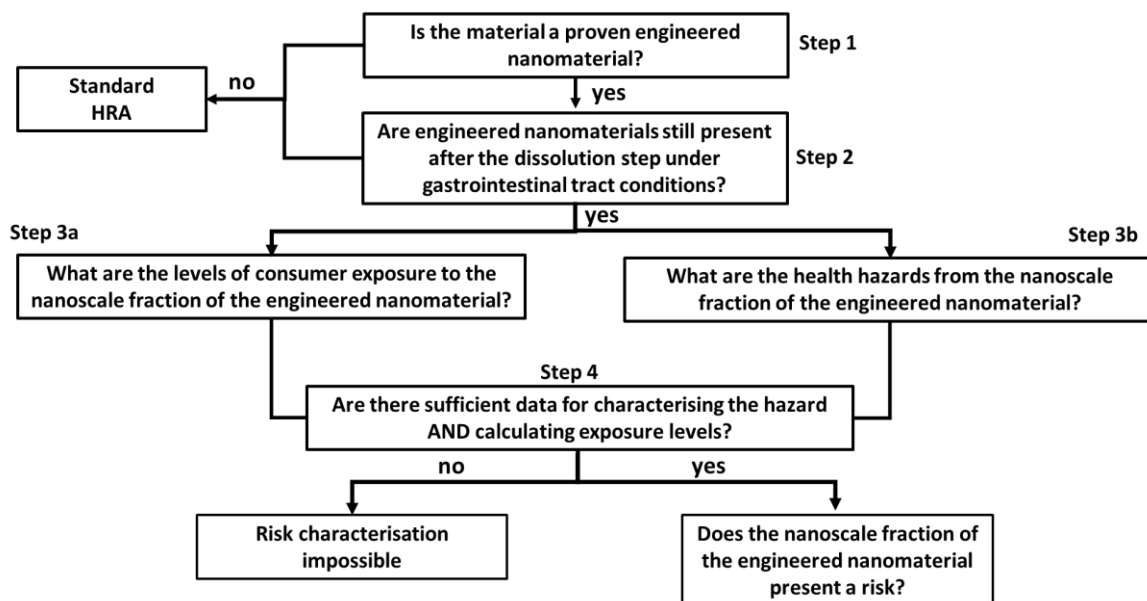 Is the material a proven engineered
nanomaterial?
Step 1
no
Standard
HRA
yes
Are engineered nanomaterials still present
after the dissolution step under
gastrointestinal tract conditions?
Step 2
yes
Step 3a
Step 3b
What are the levels of consumer exposure to the
nanoscale fraction of the engineered nanomaterial?
What are the health hazards from the nanoscale
fraction of the engineered nanomaterial?
Step 4
Are there sufficient data for characterising the hazard
AND calculating exposure levels?
no
yes
Risk characterisation
impossible
Does the nanoscale fraction of
the engineered nanomaterial
present a risk?